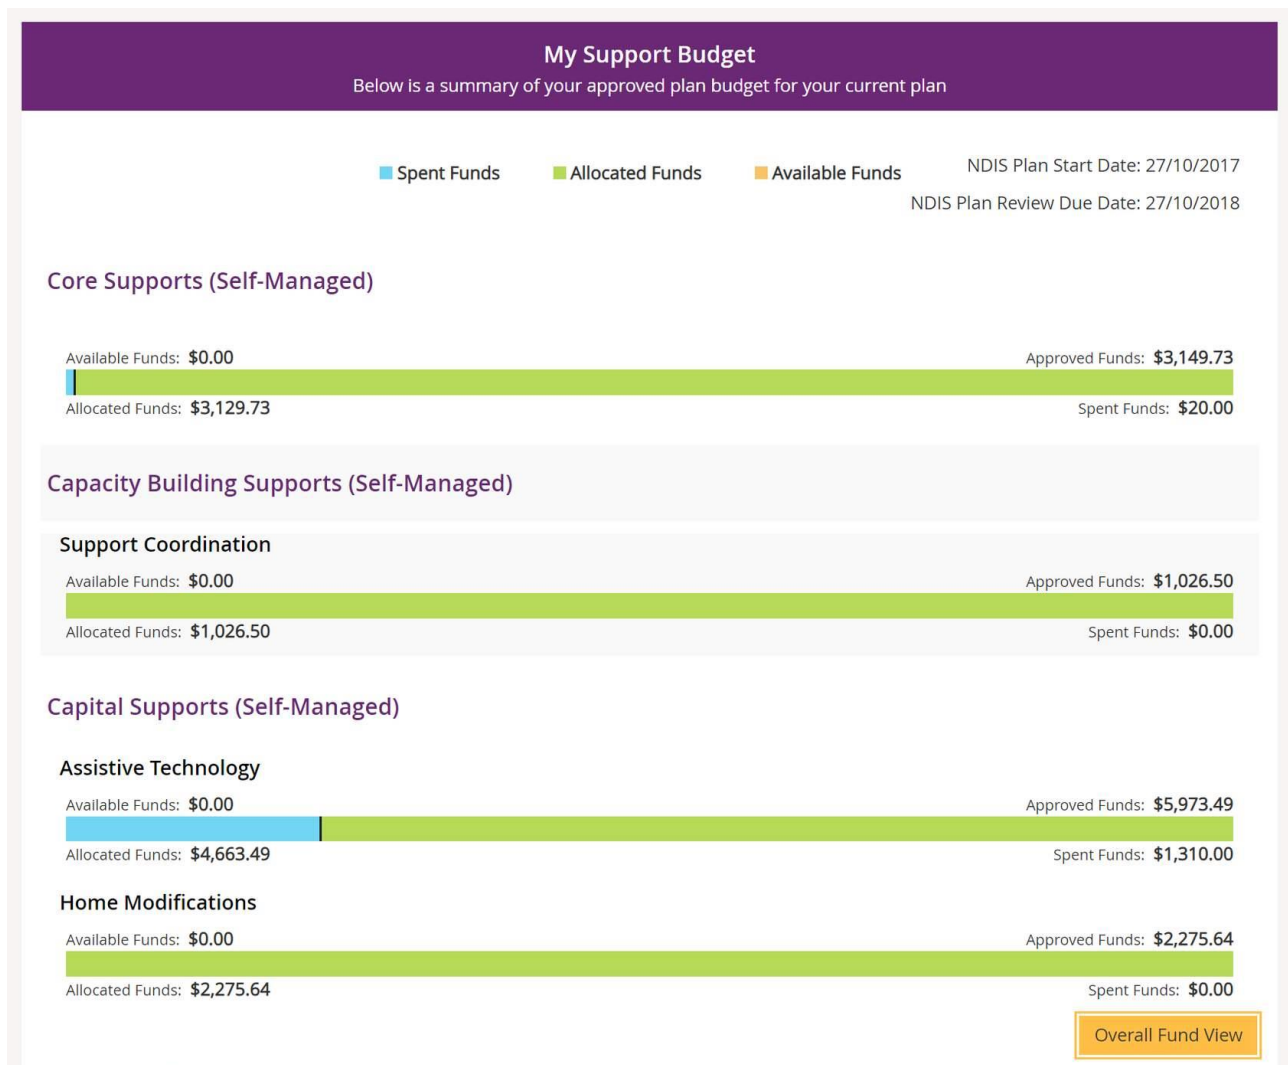 My Support Budget
Below is a summary of your approved plan budget for your current plan
Spent Funds Allocated Funds Available Funds NDIS Plan Start Date: 27/10/2017
NDIS Plan Review Due Date: 27/10/2018
Core Supports (Self-Managed)
Available Funds: $0.00 Approved Funds: $3,149.73
Allocated Funds: $3,129.73 Spent Funds: $20.00
Capacity Building Supports (Self-Managed)
Support Coordination
Available Funds: $0.00 Approved Funds: $1,026.50
Allocated Funds: $1,026.50 Spent Funds: $0.00
Capital Supports (Self-Managed)
Assistive Technology
Available Funds: $0.00 Approved Funds: $5,973.49
Allocated Funds: $4,663.49 Spent Funds: $1,310.00
Home Modifications
Available Funds: $0.00 Approved Funds: $2,275.64
Allocated Funds: $2,275.64 Spent Funds: $0.00
Overall Fund View